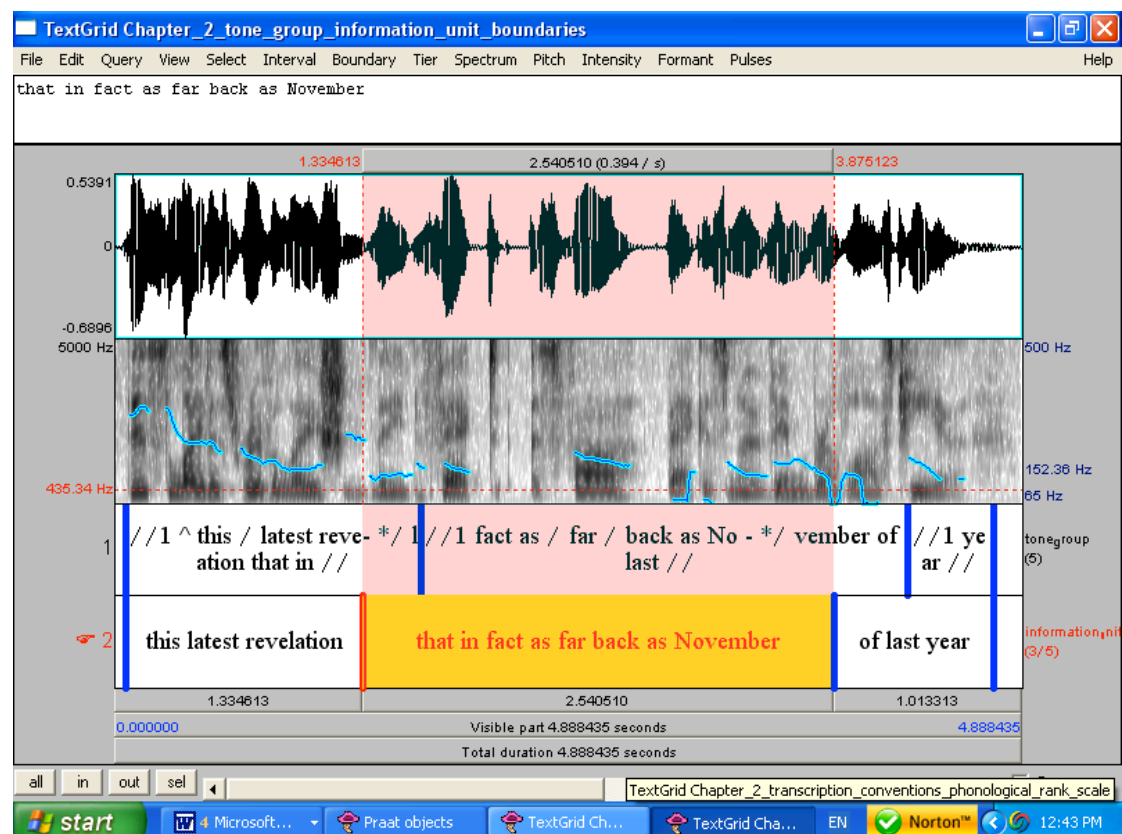 TextGrid Chapter_2_tone_group_information_unit_boundaries
File Edit Query View Select Interval Boundary Tier Spectrum Pitch Intensity Formant Pulses Help
that in fact as far back as November
1.334613 2.540510 (0.394 / s) 3.875123
0.5391
0
-0.6896
5000 Hz 500 Hz
152.36 Hz
435.34 Hz
65 Hz
1 //1 ^ this / latest reve- */ l //1 fact as / far / back as No - */ vember of //1 ye tonegroup
ation that in // last // ar // (5)
2 this latest revelation that in fact as far back as November of last year information_nit
(3/5)
1.334613 2.540510 1.013313
0.000000 Visible part 4.888435 seconds 4.888435
Total duration 4.888435 seconds
all in out sel
TextGrid Chapter_2_transcription_conventions_phonological_rank_scale
start 4 Microsoft... Praat objects TextGrid Ch... TextGrid Cha... EN Norton™ 12:43 PM